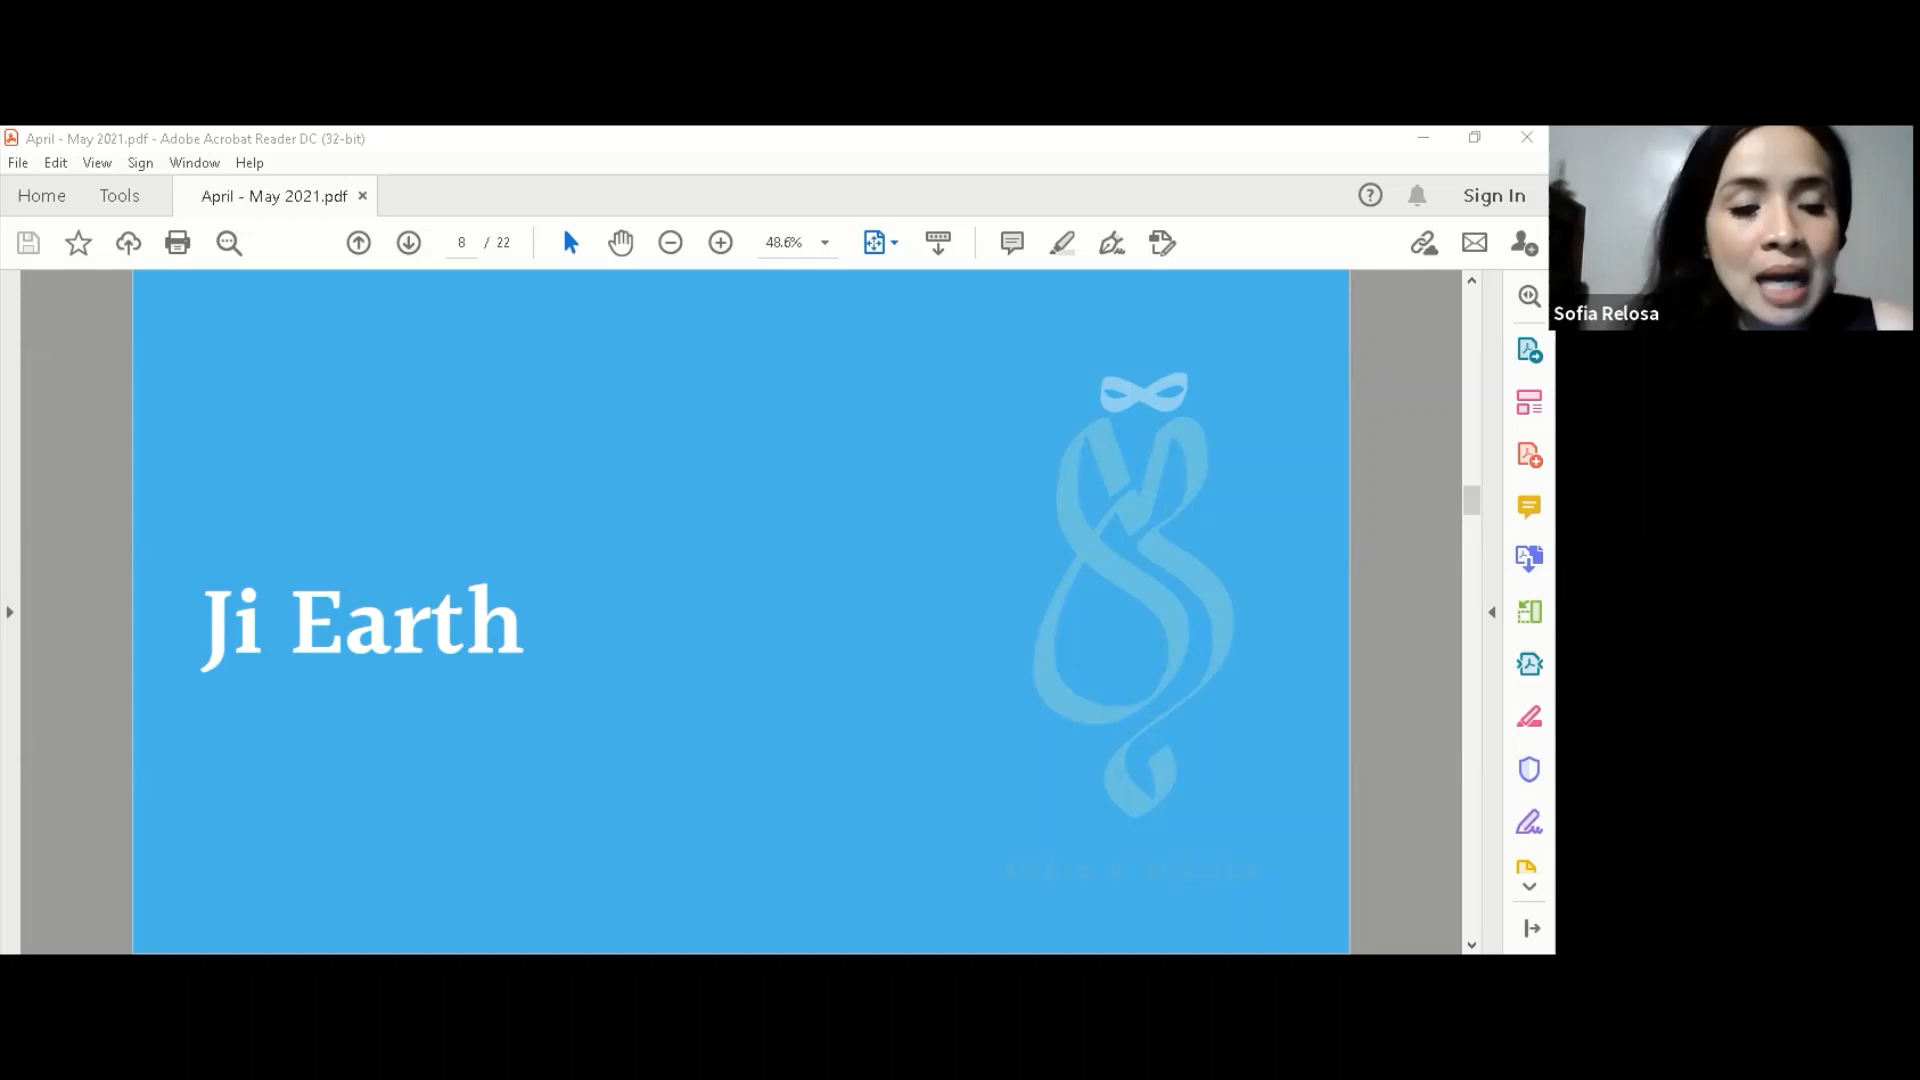 April - May 2021.pdf - Adobe Acrobat Reader DC (32-bit)
File Edit View Sign Window Help
Home Tools April - May 2021.pdf × Sign In
8 / 22 48.6%
Sofia Relosa
Ji Earth